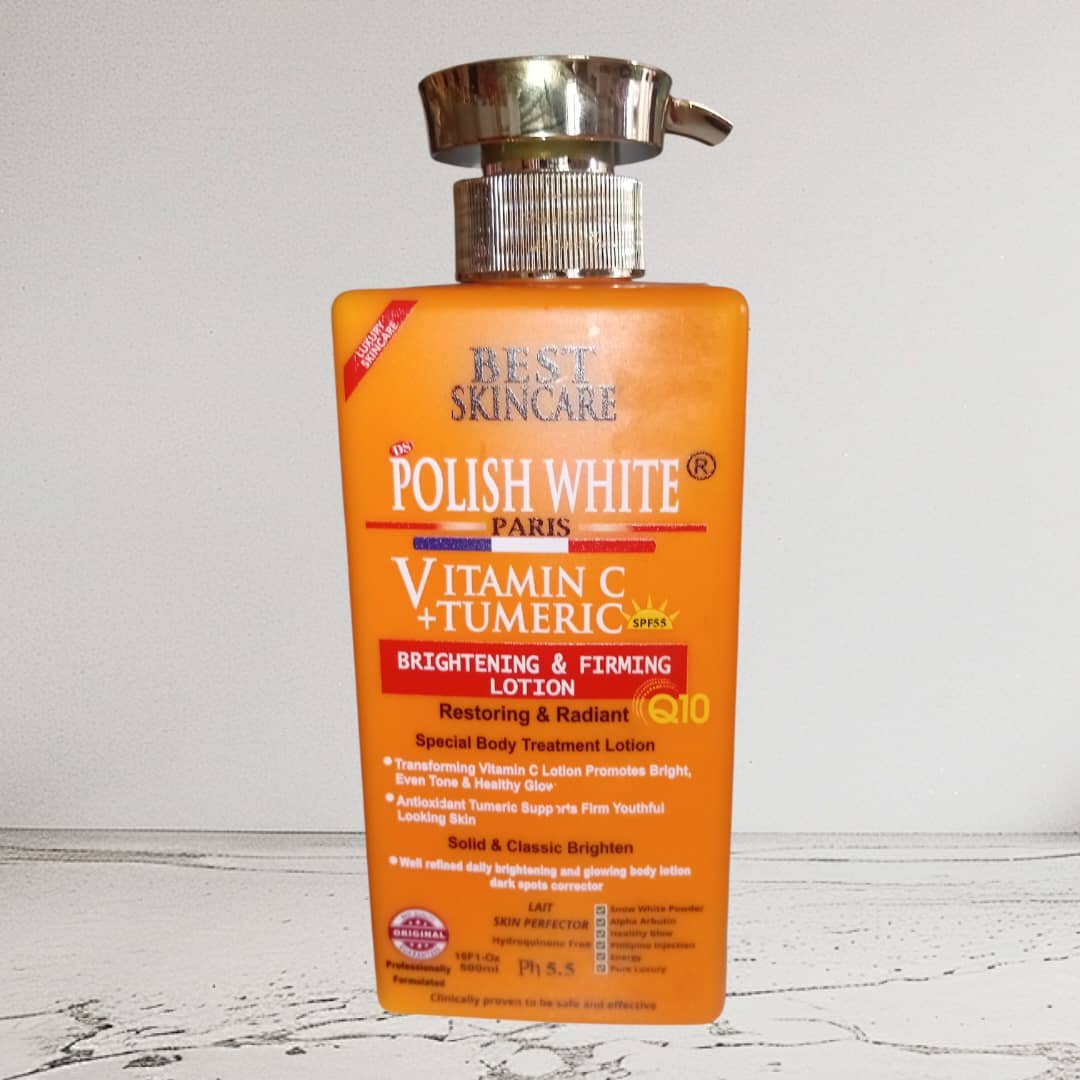 LUXURY
SKINCARE
BEST
SKINCARE
DS
POLISH WHITE ®
PARIS
VITAMIN C
+TUMERIC
SPF55
BRIGHTENING & FIRMING
LOTION
Restoring & Radiant
Q10
Special Body Treatment Lotion
Transforming Vitamin C Lotion Promotes Bright,
Even Tone & Healthy Glow
Antioxidant Tumeric Supports Firm Youthful
Looking Skin
Solid & Classic Brighten
Well refined daily brightening and glowing body lotion
dark spots corrector
LAIT
SKIN PERFECTOR
Hydroquinone Free
Snow White Powder
Alpha Arbutin
Healthy Glow
Injection
Energy
Pure Luxury
ORIGINAL
Professionally
Formulated
500ml
Ph 5.5
Clinically proven to be safe and effective